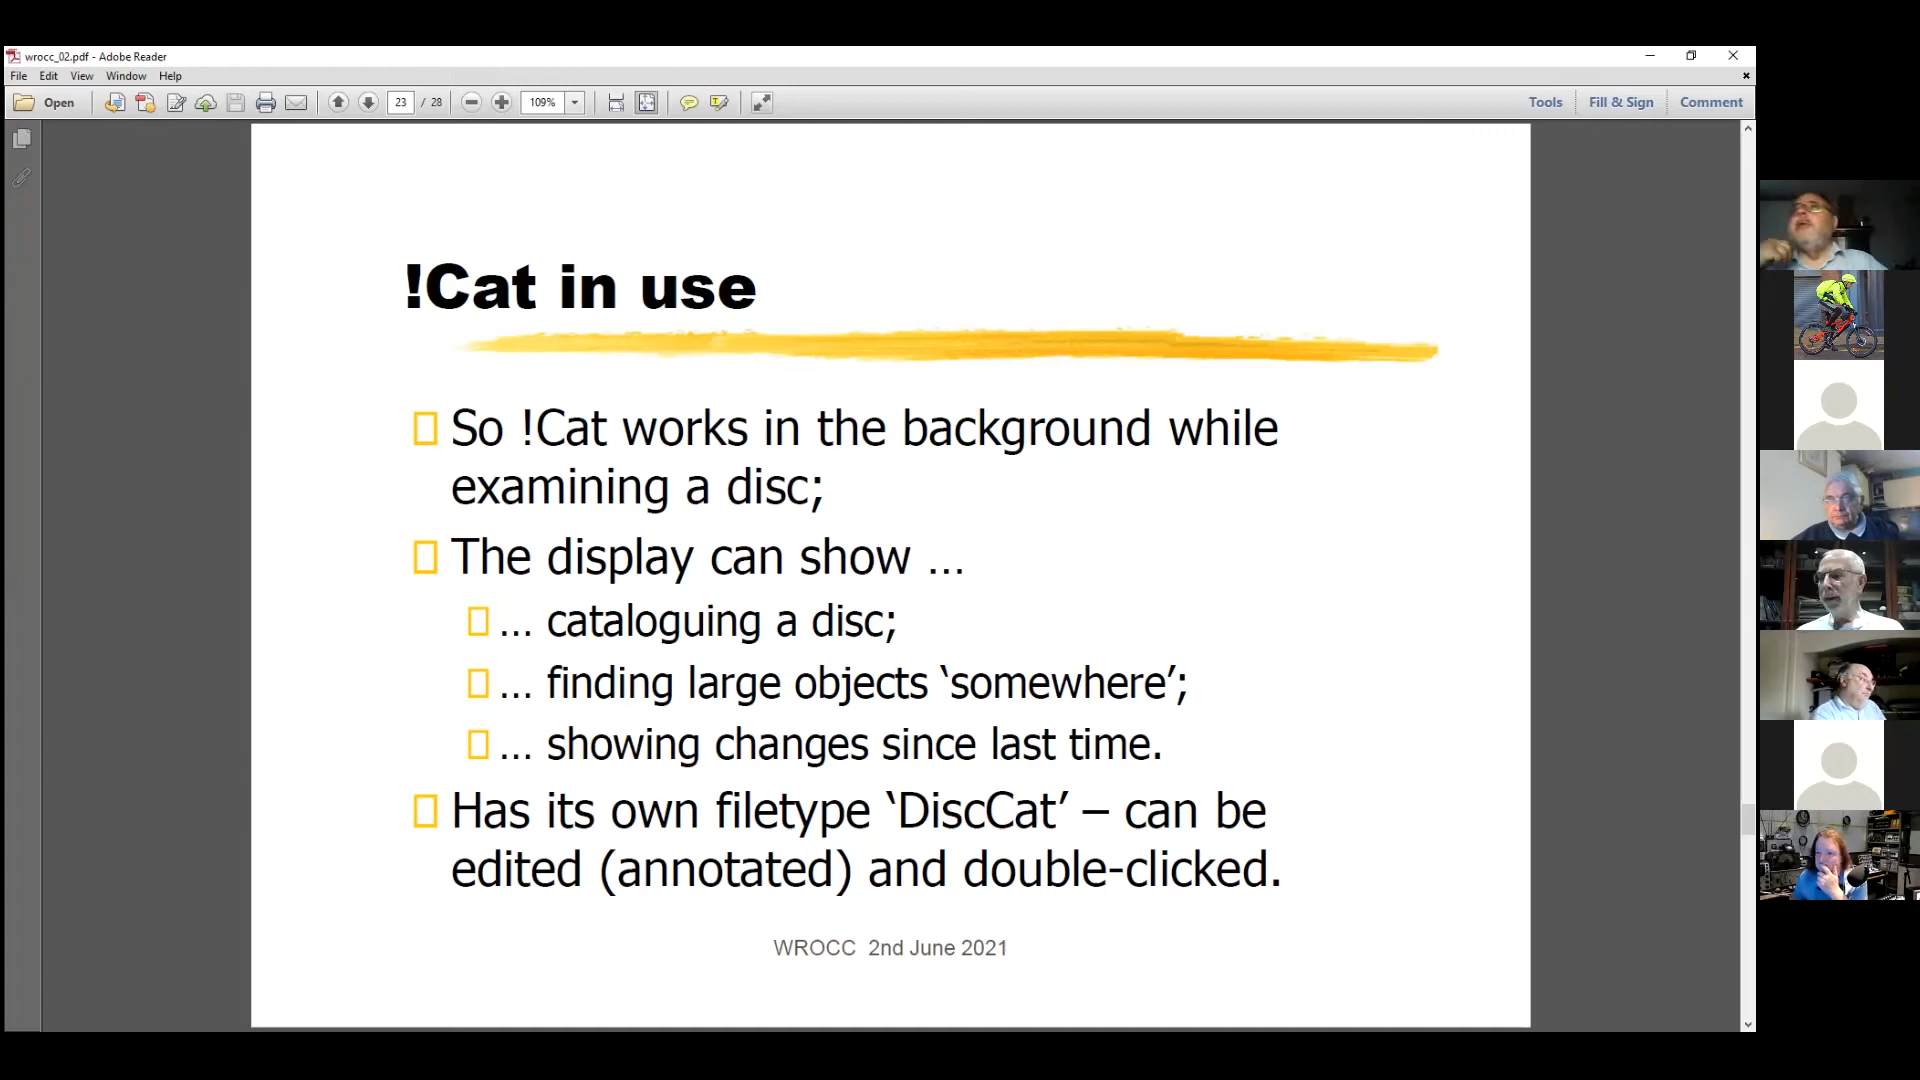 wrocc_02.pdf - Adobe Reader
File Edit View Window Help
Open 23 / 28 109% Tools Fill & Sign Comment
!Cat in use
So !Cat works in the background while
examining a disc;
The display can show …
… cataloguing a disc;
… finding large objects ‘somewhere’;
… showing changes since last time.
Has its own filetype ‘DiscCat’ – can be
edited (annotated) and double-clicked.
WROCC 2nd June 2021